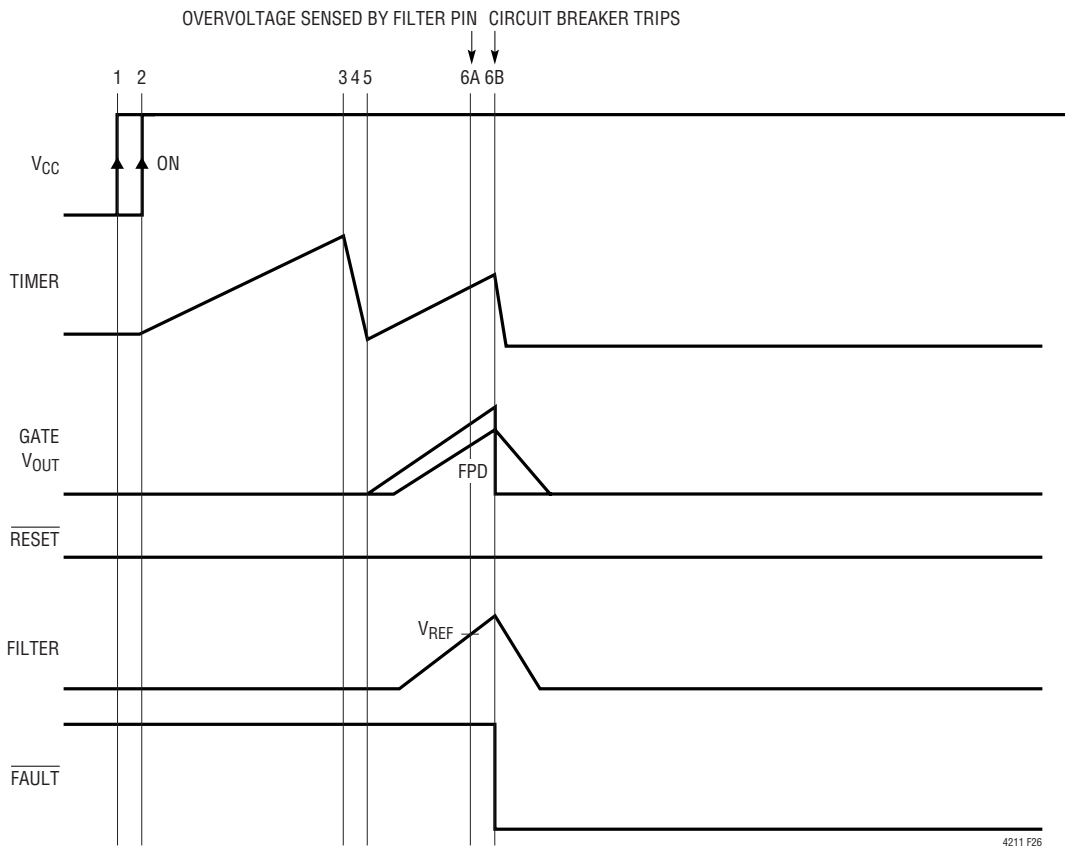 OVERVOLTAGE SENSED BY FILTER PIN CIRCUIT BREAKER TRIPS
1 2 3 4 5 6A 6B
VCC ON
TIMER
GATE
VOUT
FPD
RESET
VREF
FILTER
FAULT
4211 F26